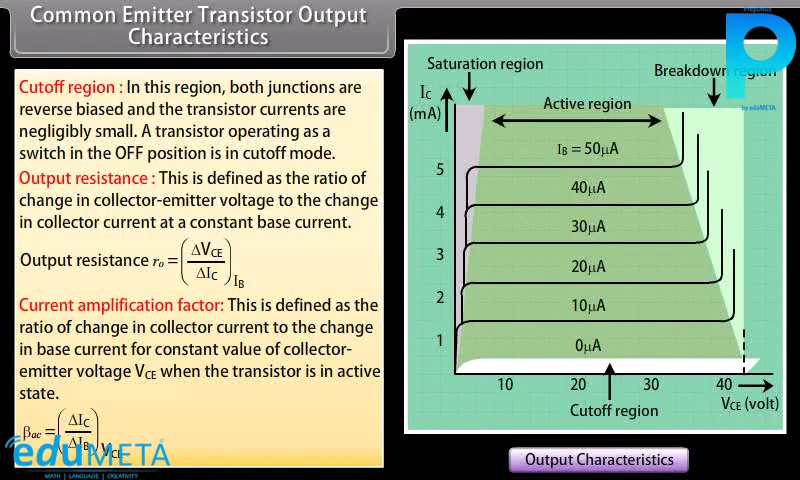 Common Emitter Transistor Output
Characteristics
Cutoff region : In this region, both junctions are
reverse biased and the transistor currents are
negligibly small. A transistor operating as a
switch in the OFF position is in cutoff mode.
Output resistance : This is defined as the ratio of
change in collector-emitter voltage to the change
in collector current at a constant base current.
Output resistance rₒ = (ΔVCE / ΔIC) IB
Current amplification factor: This is defined as the
ratio of change in collector current to the change
in base current for constant value of collector-
emitter voltage VCE when the transistor is in active
state.
βac = (ΔIC / ΔIB) VCE
eduMETA
MATH | LANGUAGE | CREATIVITY
P
by eduMETA
Saturation region
Breakdown region
IC
(mA)
Active region
IB = 50μA
5
40μA
4
30μA
3
20μA
2
10μA
1
0μA
10 20 30 40
VCE (volt)
Cutoff region
Output Characteristics